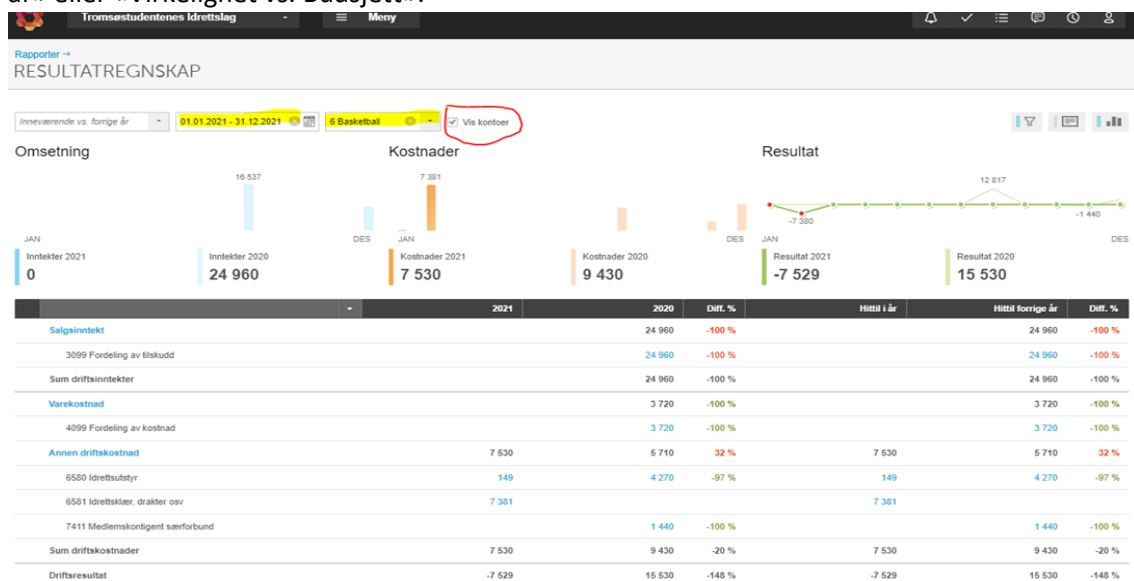 år» eller «Virkelighet vs. Budsjett».
Tromsøstudentenes Idrettslag Meny
Rapporter →
RESULTATREGNSKAP
Inneværende vs. forrige år 01.01.2021 - 31.12.2021 6 Basketball Vis kontoer
Omsetning Kostnader Resultat
16 537 7 381 12 817
-7 380 -1 440
JAN DES JAN DES JAN DES
Inntekter 2021 Inntekter 2020 Kostnader 2021 Kostnader 2020 Resultat 2021 Resultat 2020
0 24 960 7 530 9 430 -7 529 15 530
2021 2020 Diff. % Hittil i år Hittil forrige år Diff. %
Salgsinntekt 24 960 -100 % 24 960 -100 %
3099 Fordeling av tilskudd 24 960 -100 % 24 960 -100 %
Sum driftsinntekter 24 960 -100 % 24 960 -100 %
Varekostnad 3 720 -100 % 3 720 -100 %
4099 Fordeling av kostnad 3 720 -100 % 3 720 -100 %
Annen driftskostnad 7 530 5 710 32 % 7 530 5 710 32 %
6580 Idrettsutstyr 149 4 270 -97 % 149 4 270 -97 %
6581 Idrettsklær, drakter osv 7 381 7 381
7411 Medlemskontigent særforbund 1 440 -100 % 1 440 -100 %
Sum driftskostnader 7 530 9 430 -20 % 7 530 9 430 -20 %
Driftsresultat -7 529 15 530 -148 % -7 529 15 530 -148 %